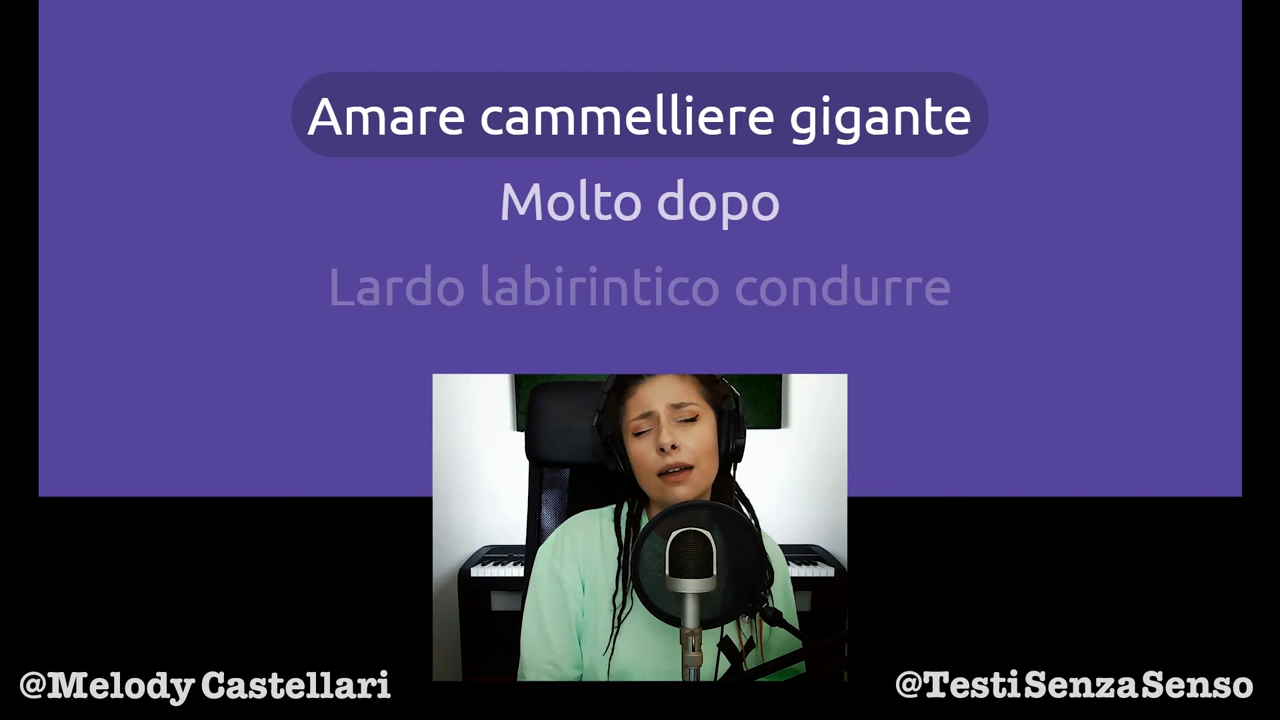 Amare cammelliere gigante
Molto dopo
Lardo labirintico condurre
@Melody Castellari
@TestiSenzaSenso